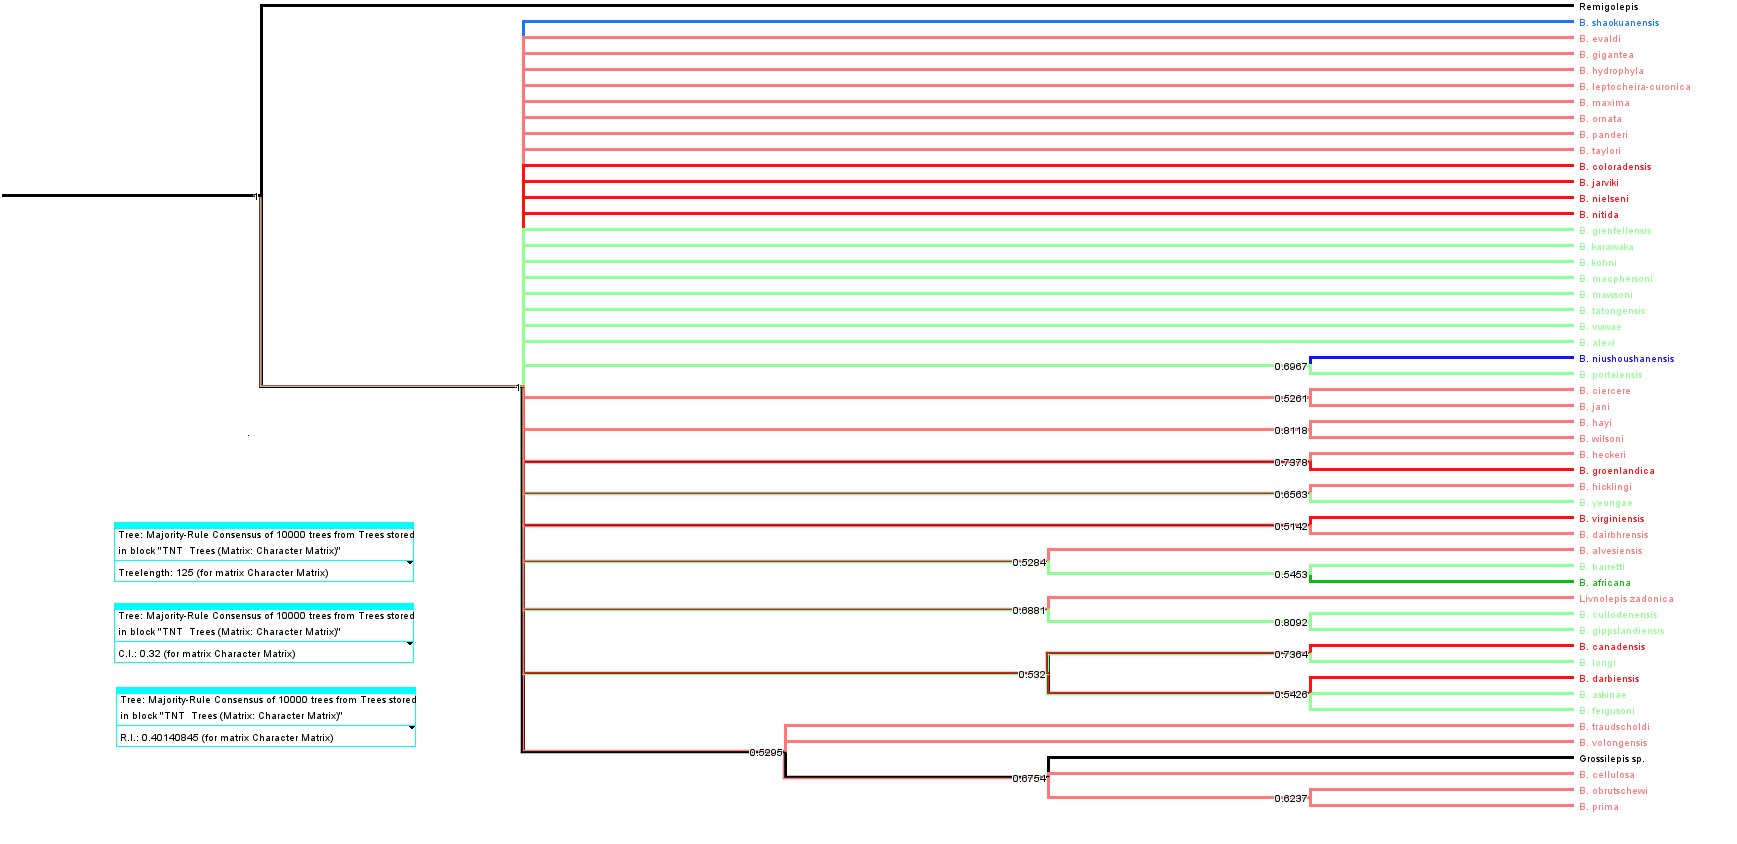 Remigolepis
B. shaokuanensis
B. evaldi
B. gigantea
B. hydrophyla
B. leptocheira-curonica
B. maxima
B. ornata
B. panderi
B. taylori
B. coloradensis
B. jarviki
B. nielseni
B. nitida
B. grenfellensis
B. karawaka
B. kohni
B. macphersoni
B. mawsoni
B. tatongensis
B. vuwae
B. alexi
B. niushoushanensis
0.6967
B. portalensis
B. ciercere
0.5261
B. jani
B. hayi
0.8118
B. wilsoni
B. heckeri
0.7378
B. groenlandica
B. hicklingi
0.6563
B. yeungae
B. virginiensis
0.5142
B. dairbhrensis
B. alvesiensis
0.5284
B. barretti
0.5453
B. africana
Livnolepis zadonica
0.6881
B. cullodenensis
0.8092
B. gippslandiensis
B. canadensis
0.7364
B. longi
0.532
B. darbiensis
0.5426
B. askinae
B. fergusoni
B. traudscholdi
B. volongensis
0.5295
Grossilepis sp.
B. cellulosa
0.6754
B. obrutschewi
0.6237
B. prima
1
1
Tree: Majority-Rule Consensus of 10000 trees from Trees stored
in block "TNT Trees (Matrix: Character Matrix)"
Treelength: 125 (for matrix Character Matrix)
Tree: Majority-Rule Consensus of 10000 trees from Trees stored
in block "TNT Trees (Matrix: Character Matrix)"
C.I.: 0.32 (for matrix Character Matrix)
Tree: Majority-Rule Consensus of 10000 trees from Trees stored
in block "TNT Trees (Matrix: Character Matrix)"
R.I.: 0.40140845 (for matrix Character Matrix)